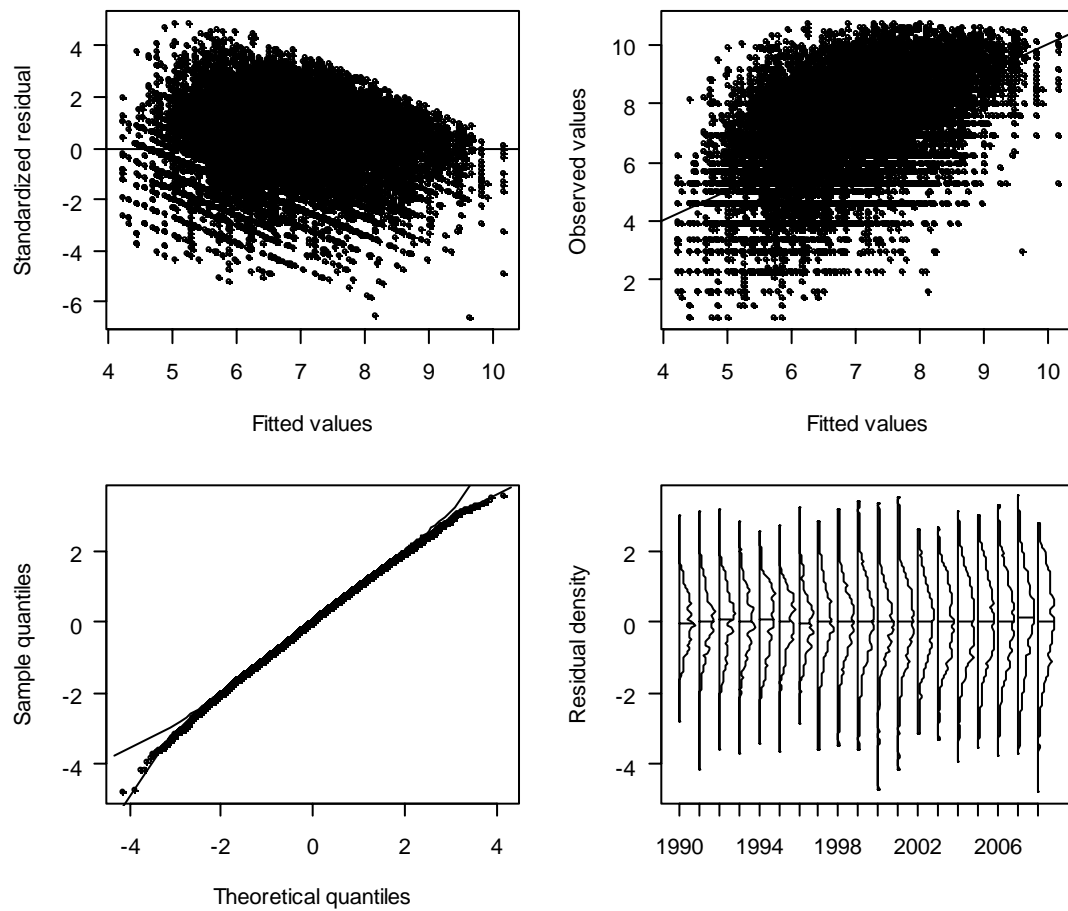 Standardized residual
4
2
0
-2
-4
-6
4 5 6 7 8 9 10
Fitted values
Observed values
10
8
6
4
2
4 5 6 7 8 9 10
Fitted values
Sample quantiles
2
0
-2
-4
-4 -2 0 2 4
Theoretical quantiles
Residual density
2
0
-2
-4
1990 1994 1998 2002 2006